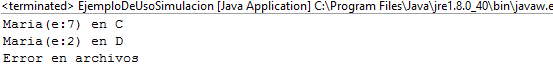 <terminated> EjemploDeUsoSimulacion [Java Application] C:\Program Files\Java\jre1.8.0_40\bin\javaw.e
Maria(e:7) en C
Maria(e:2) en D
Error en archivos